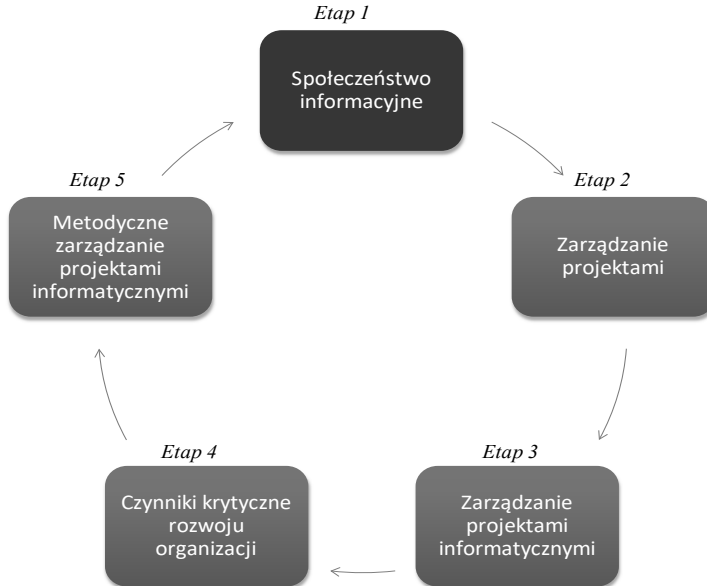 Etap 1
Społeczeństwo
informacyjne
Etap 2
Zarządzanie
projektami
Etap 3
Zarządzanie
projektami
informatycznymi
Etap 4
Czynniki krytyczne
rozwoju
organizacji
Etap 5
Metodyczne
zarządzanie
projektami
informatycznymi